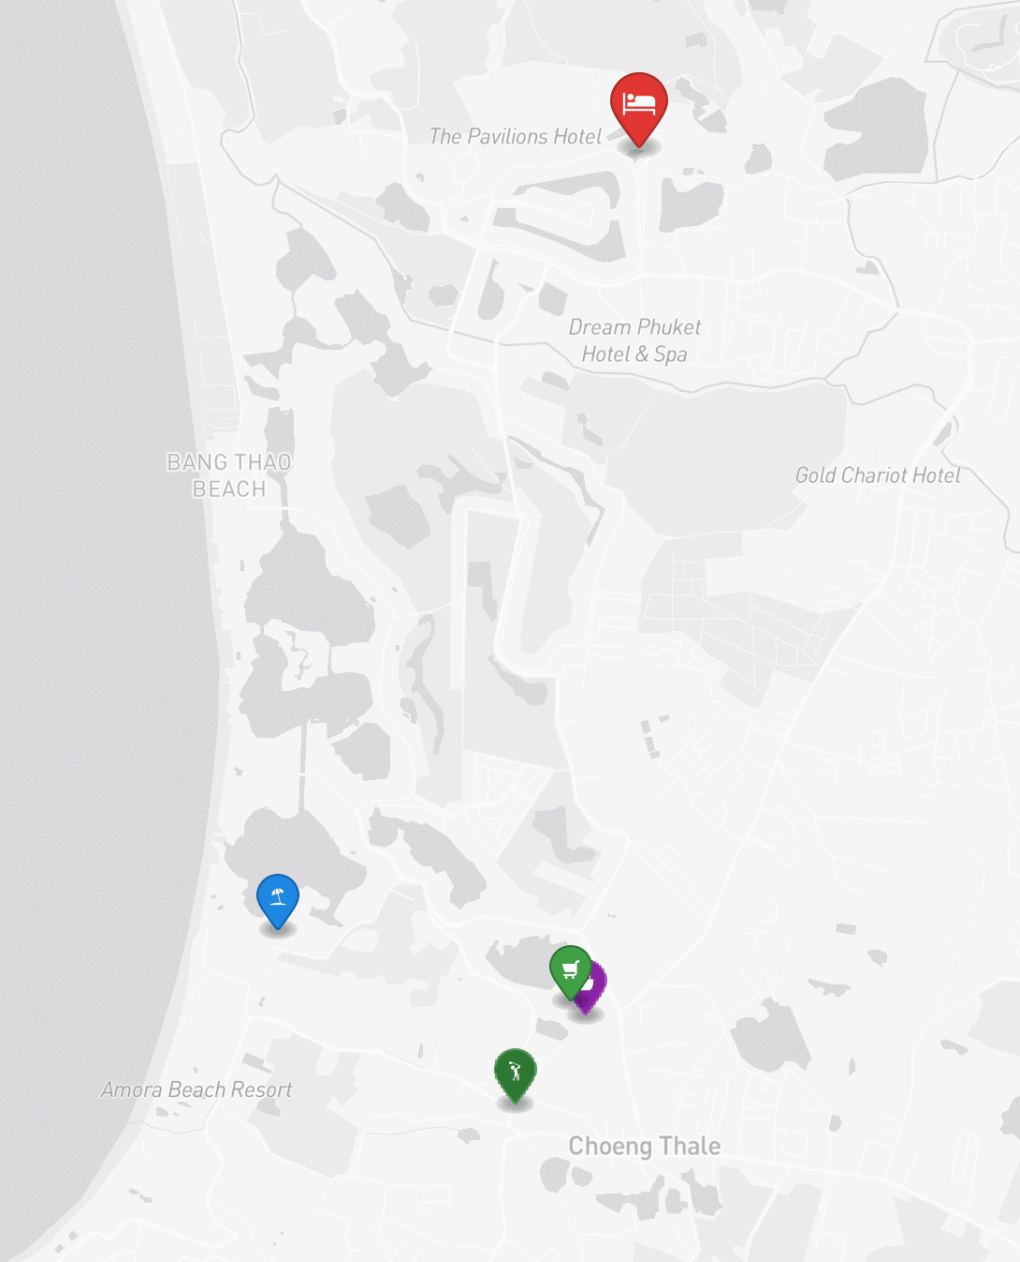 The Pavilions Hotel
Dream Phuket
Hotel & Spa
BANG THAO
BEACH
Gold Chariot Hotel
Amora Beach Resort
Choeng Thale